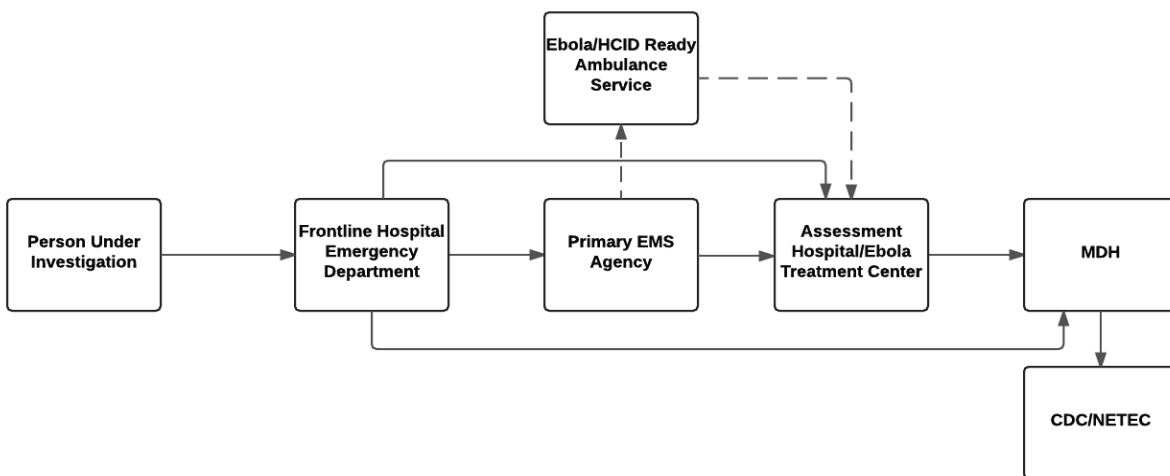 Ebola/HCID Ready
Ambulance
Service
Person Under
Investigation
Frontline Hospital
Emergency
Department
Primary EMS
Agency
Assessment
Hospital/Ebola
Treatment Center
MDH
CDC/NETEC